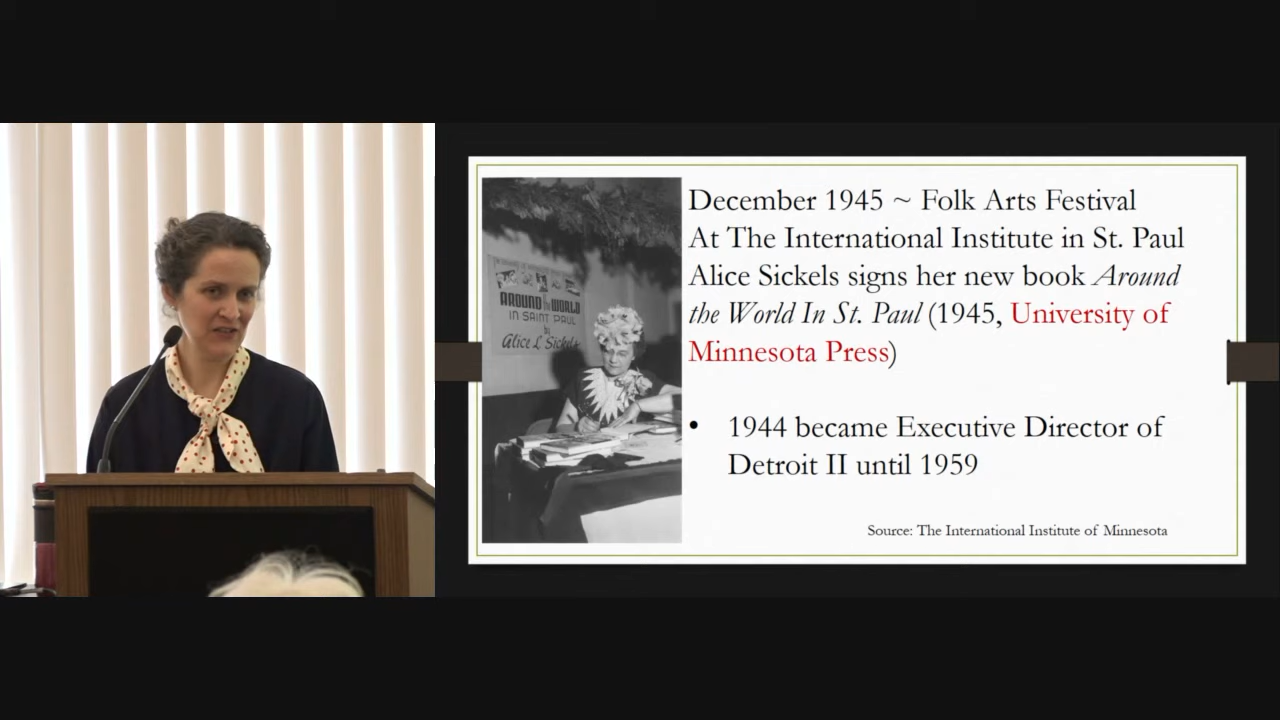 December 1945 ~ Folk Arts Festival
At The International Institute in St. Paul
Alice Sickels signs her new book Around
the World In St. Paul (1945, University of
Minnesota Press)
• 1944 became Executive Director of
Detroit II until 1959
Source: The International Institute of Minnesota
AROUND the WORLD
IN SAINT PAUL
by
Alice L Sickels